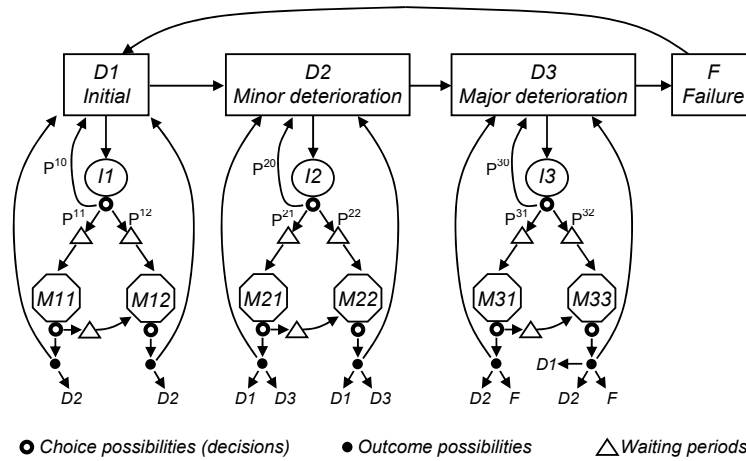 D1
Initial
D2
Minor deterioration
D3
Major deterioration
F
Failure
P10
I1
P11
P12
M11
M12
D2
D2
P20
I2
P21
P22
M21
M22
D1
D3
D1
D3
P30
I3
P31
P32
M31
M33
D1
D2
F
D2
F
Choice possibilities (decisions)
Outcome possibilities
Waiting periods